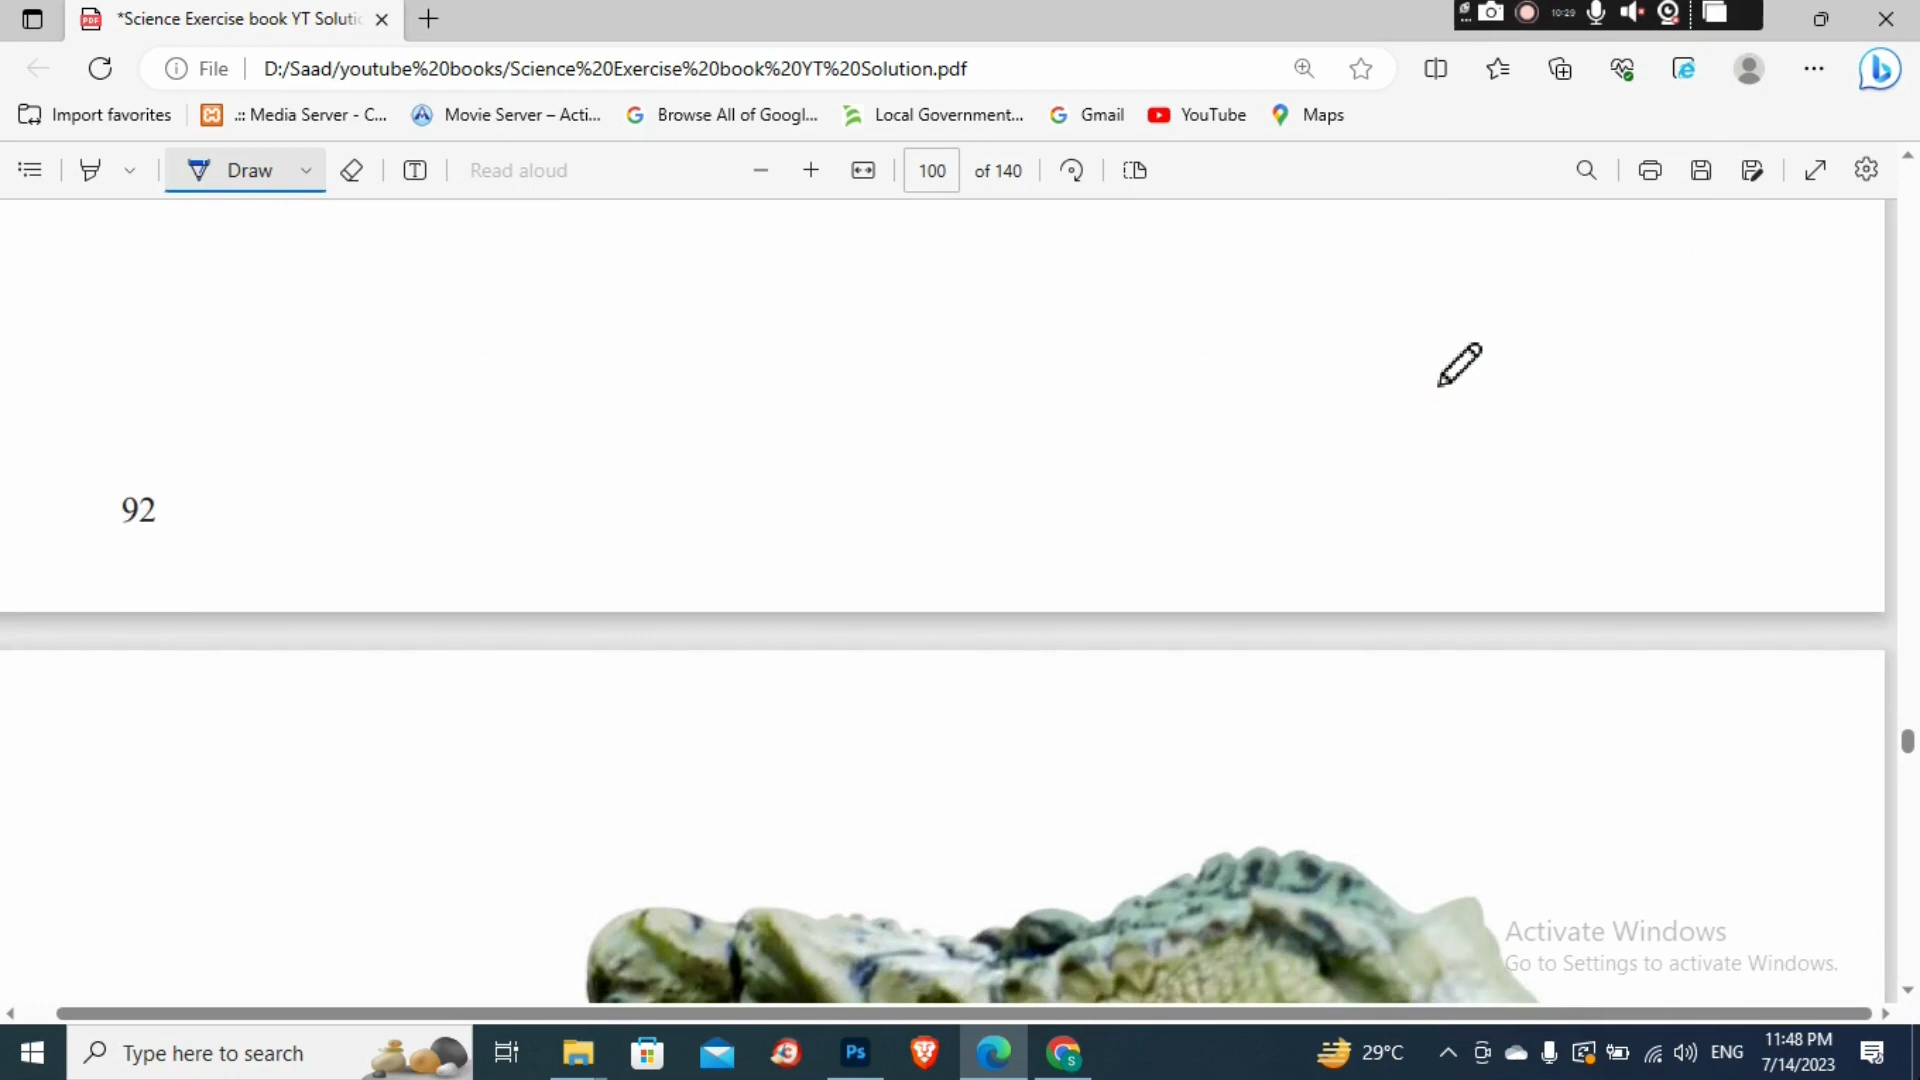 *Science Exercise book YT Soluti
10:29
File
D:/Saad/youtube%20books/Science%20Exercise%20book%20YT%20Solution.pdf
Import favorites
.:: Media Server - C...
Movie Server – Acti...
Browse All of Googl...
Local Government...
Gmail
YouTube
Maps
Draw
Read aloud
100
of 140
92
Activate Windows
Go to Settings to activate Windows.
Type here to search
Ps
29°C
ENG
11:48 PM
7/14/2023